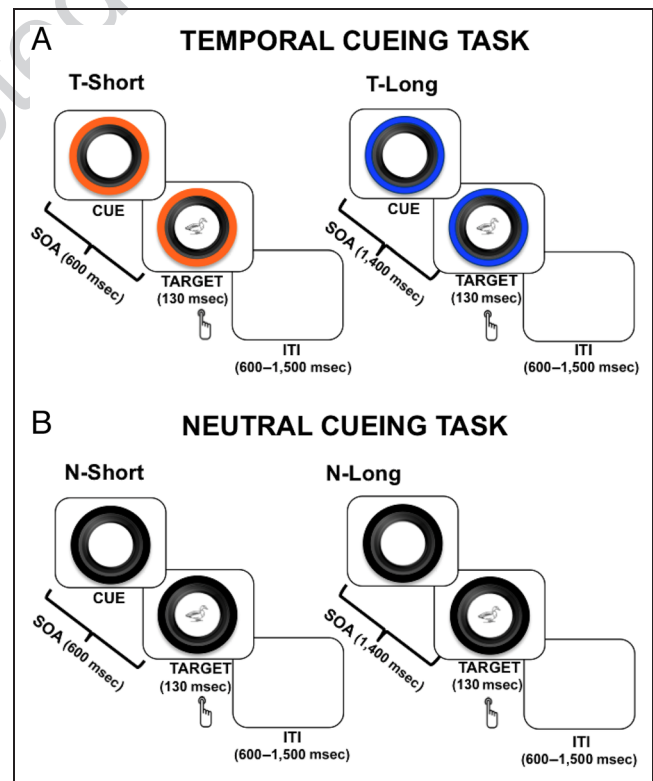 A
TEMPORAL CUEING TASK
T-Short
T-Long
CUE
CUE
SOA (600 msec)
SOA (1,400 msec)
TARGET
(130 msec)
TARGET
(130 msec)
ITI
(600–1,500 msec)
ITI
(600–1,500 msec)
B
NEUTRAL CUEING TASK
N-Short
N-Long
CUE
SOA (600 msec)
SOA (1,400 msec)
TARGET
(130 msec)
TARGET
(130 msec)
ITI
(600–1,500 msec)
ITI
(600–1,500 msec)